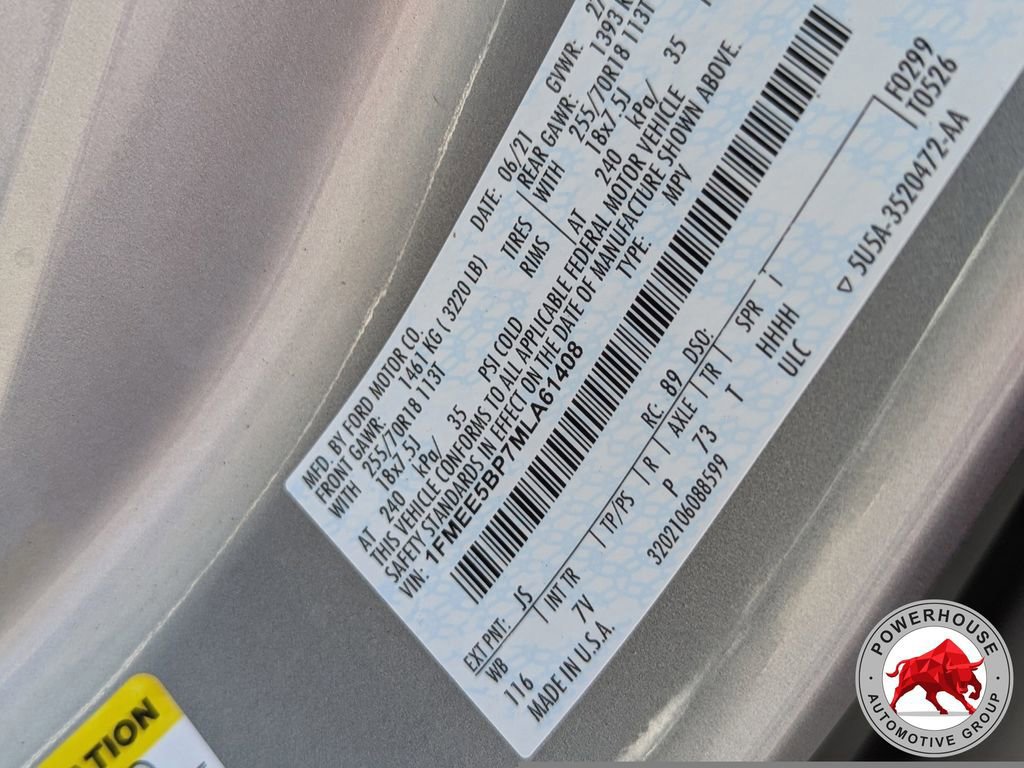 MFD. BY FORD MOTOR CO.
DATE: 06/21 GVWR:
FRONT GAWR: 1461 KG ( 3220 LB) REAR GAWR: 1393
WITH 255/70R18 113T TIRES WITH 255/70R18 113T
18x7.5J RIMS 18x7.5J
AT 240 kPa/ 35 PSI COLD AT 240 kPa/ 35
THIS VEHICLE CONFORMS TO ALL APPLICABLE FEDERAL MOTOR VEHICLE
SAFETY STANDARDS IN EFFECT ON THE DATE OF MANUFACTURE SHOWN ABOVE.
VIN: 1FMEE5BP7MLA61408 TYPE: MPV
F0299
T0526
EXT PNT: JS RC: 89 DSO:
WB INT TR TP/PS R AXLE TR SPR
116 7V P 73 T HHHH
MADE IN U.S.A. 320210608B599 ULC
▽ 5U5A-3520472-AA
ATION
POWERHOUSE
AUTOMOTIVE GROUP